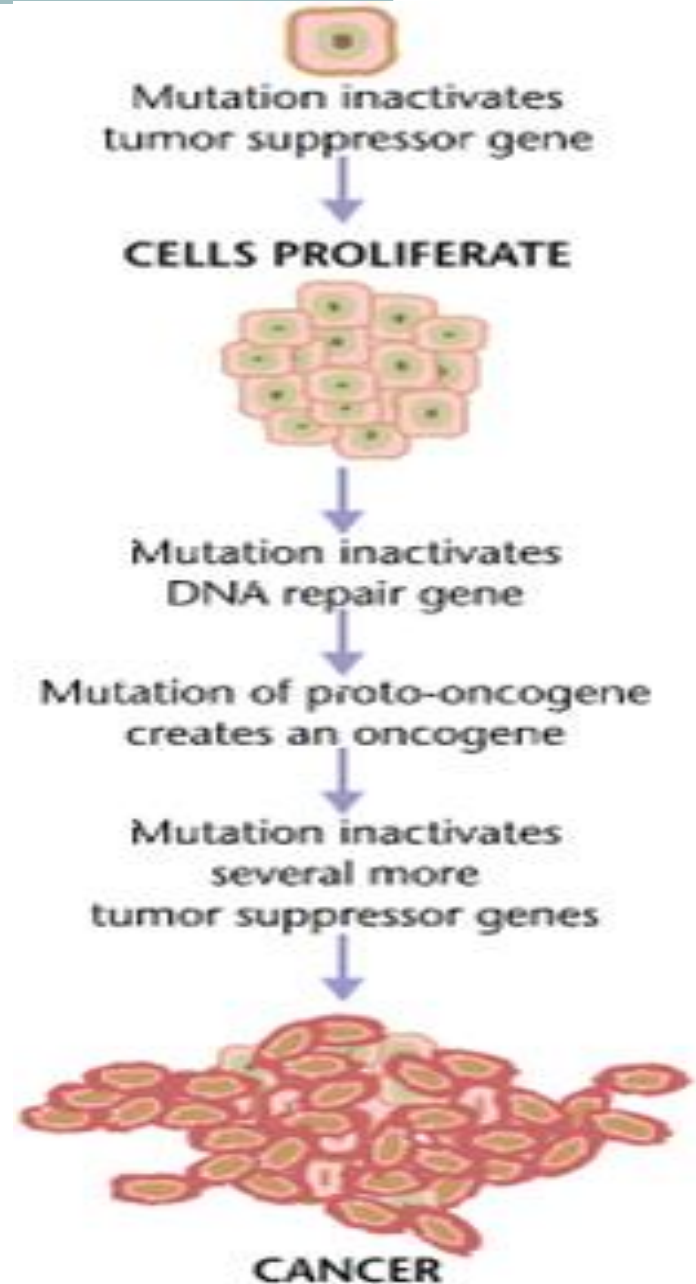 Mutation inactivates
tumor suppressor gene
CELLS PROLIFERATE
Mutation inactivates
DNA repair gene
Mutation of proto-oncogene
creates an oncogene
Mutation inactivates
several more
tumor suppressor genes
CANCER